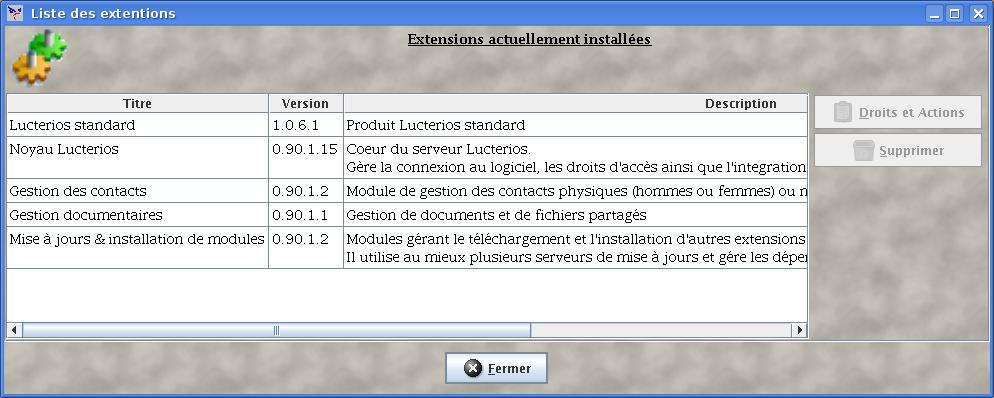 Liste des extentions
Extensions actuellement installées
Titre Version Description
Lucterios standard 1.0.6.1 Produit Lucterios standard
Noyau Lucterios 0.90.1.15 Coeur du serveur Lucterios.
Gère la connexion au logiciel, les droits d'accès ainsi que l'integration
Gestion des contacts 0.90.1.2 Module de gestion des contacts physiques (hommes ou femmes) ou
Gestion documentaires 0.90.1.1 Gestion de documents et de fichiers partagés
Mise à jours & installation de modules 0.90.1.2 Modules gérant le téléchargement et l'installation d'autres extensions
Il utilise au mieux plusieurs serveurs de mise à jours et gére les
Droits et Actions
Supprimer
Fermer